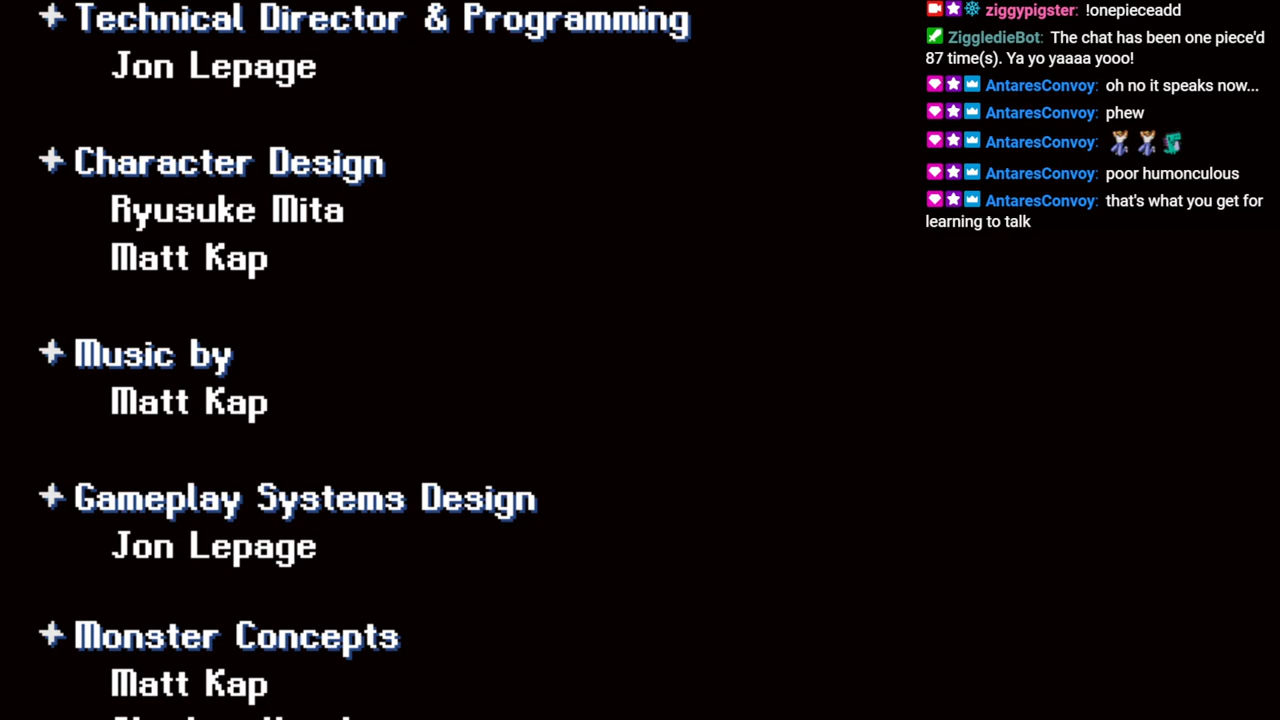 Technical Director & Programming
Jon Lepage
Character Design
Ryusuke Mita
Matt Kap
Music by
Matt Kap
Gameplay Systems Design
Jon Lepage
Monster Concepts
Matt Kap
ziggypigster: !onepieceadd
ZiggledieBot: The chat has been one piece'd
87 time(s). Ya yo yaaaa yooo!
AntaresConvoy: oh no it speaks now...
AntaresConvoy: phew
AntaresConvoy:
AntaresConvoy: poor humonculous
AntaresConvoy: that's what you get for
learning to talk